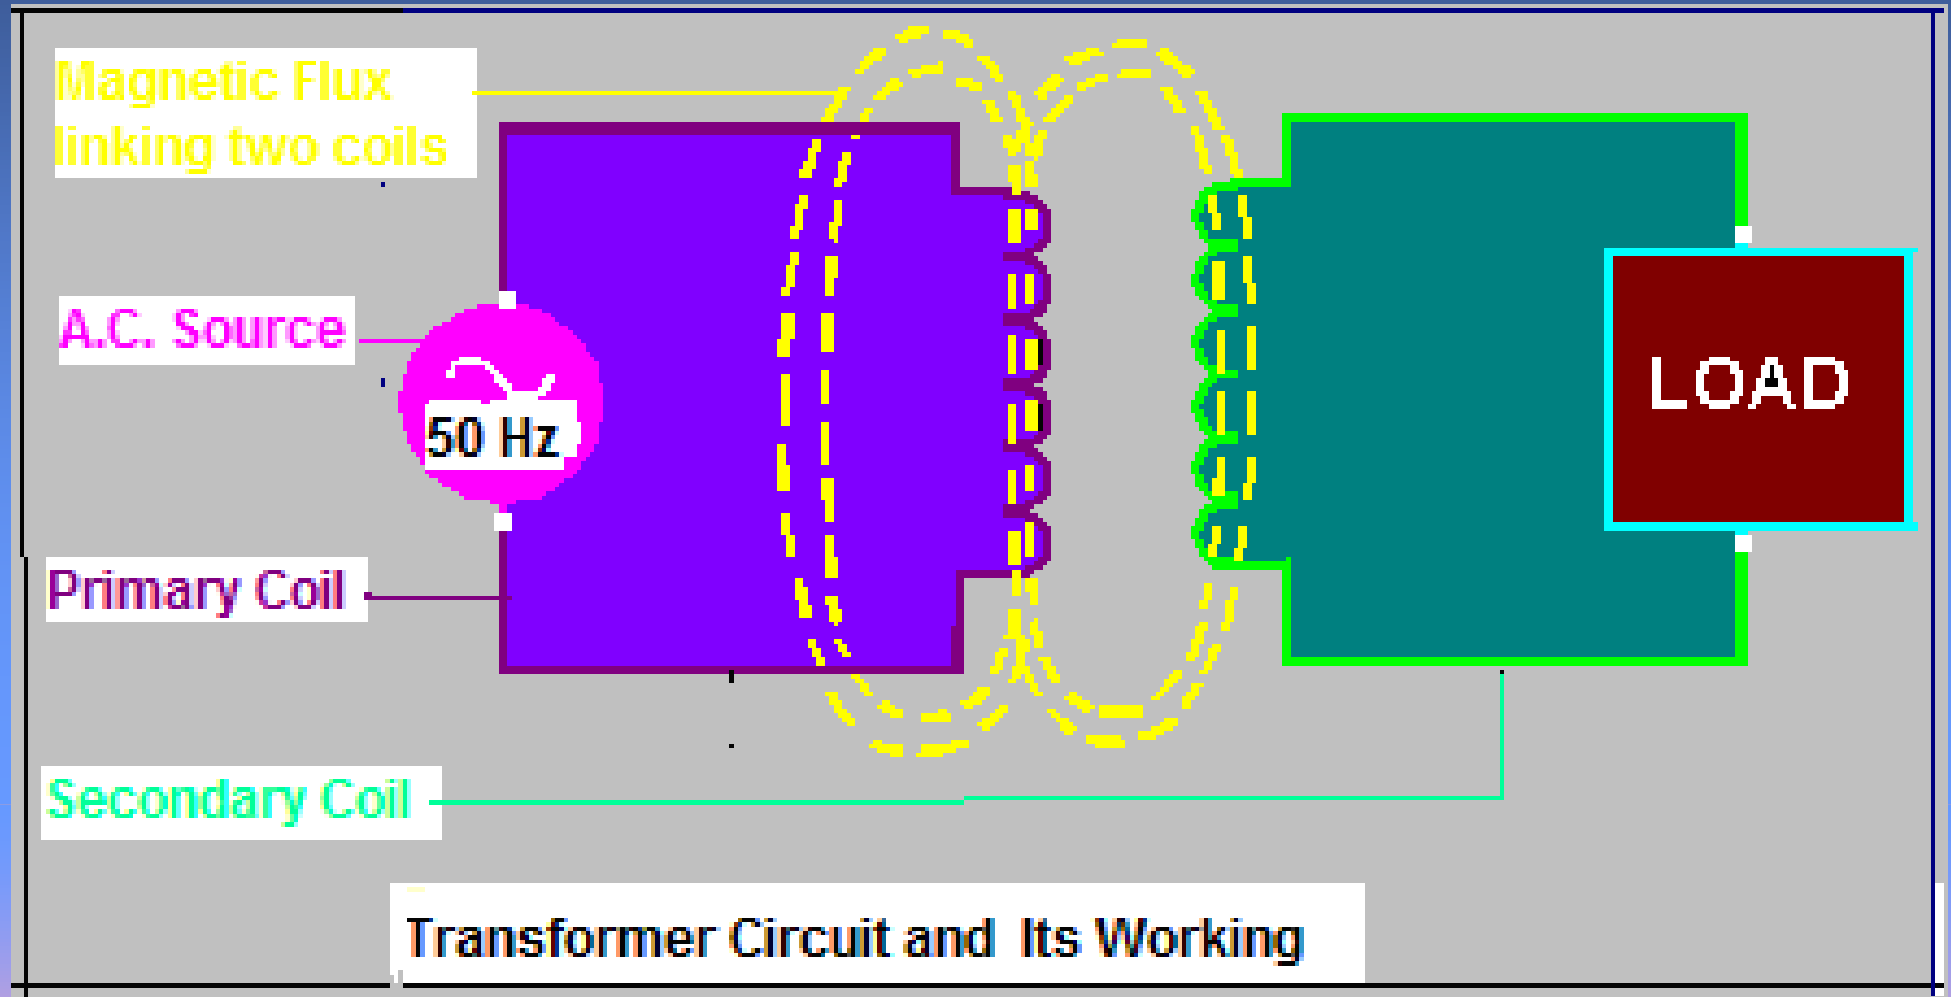 Magnetic Flux
linking two coils
A.C. Source
50 Hz
LOAD
Primary Coil
Secondary Coil
Transformer Circuit and Its Working